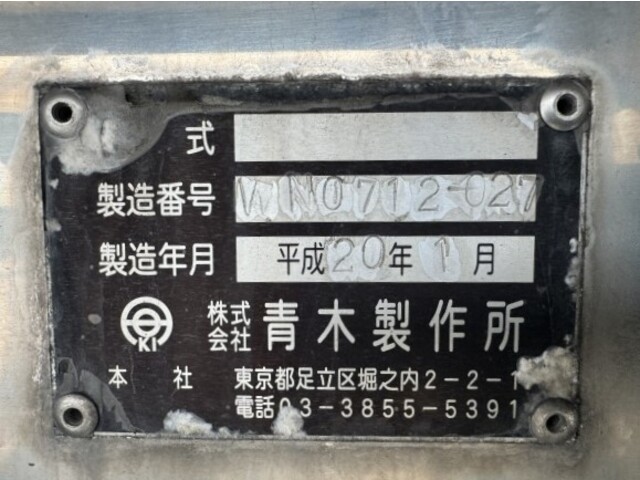 式
製造番号 WN0712-027
製造年月 平成20年1月
KI 株式会社 青木製作所
本社 東京都足立区堀之内2-2-1
電話03-3855-5391